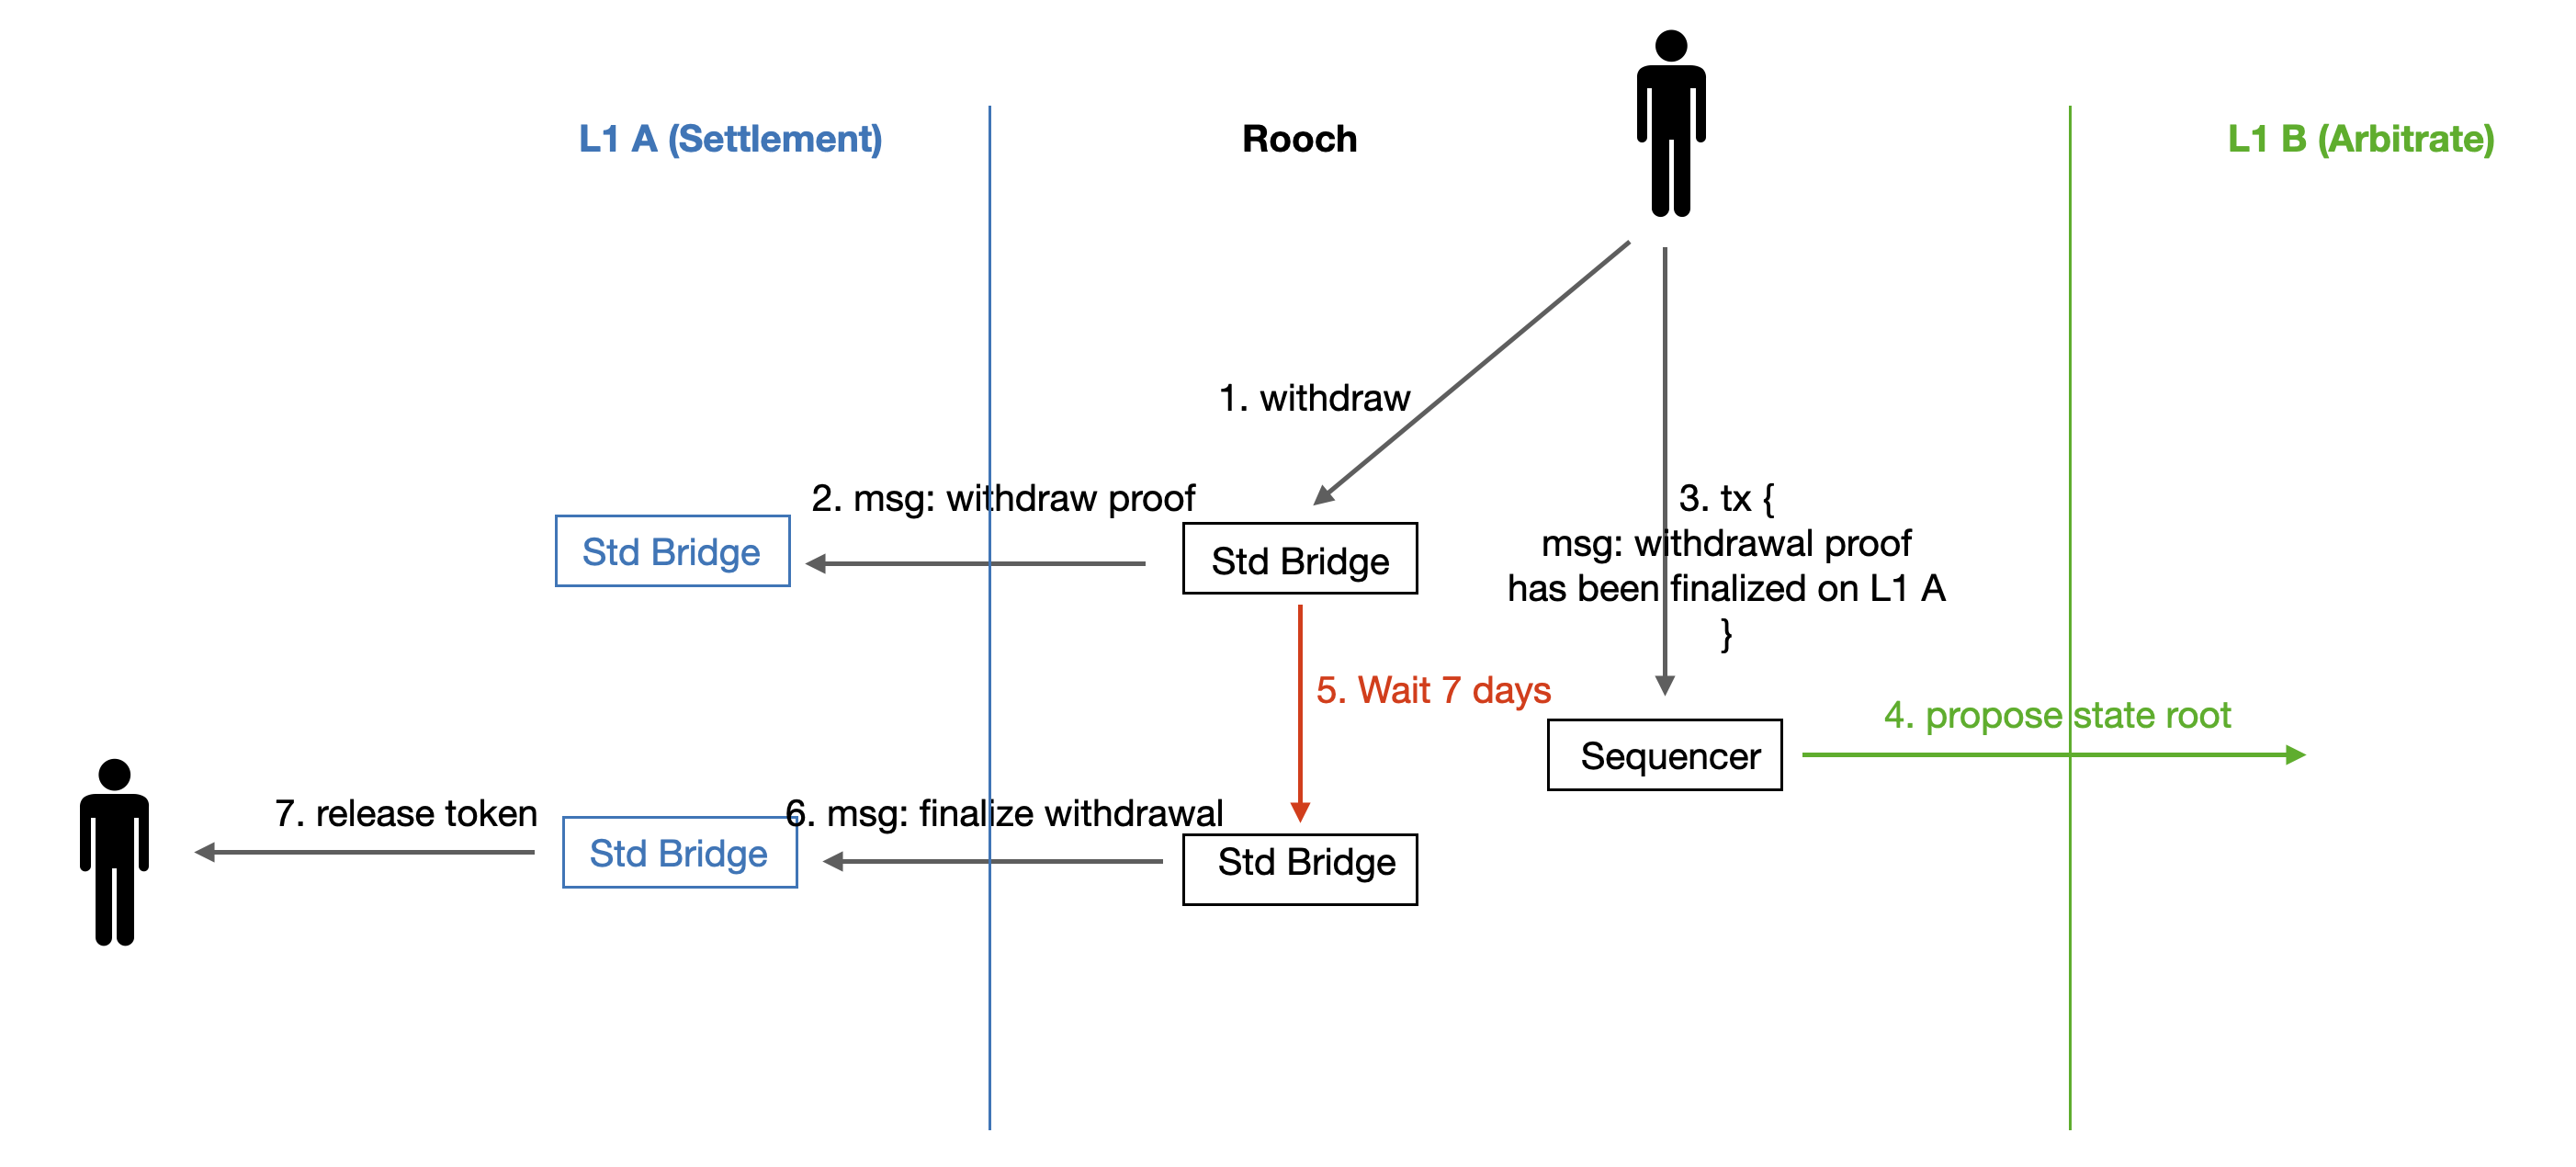 L1 A (Settlement)
Rooch
L1 B (Arbitrate)
1. withdraw
2. msg: withdraw proof
3. tx {
msg: withdrawal proof
has been finalized on L1 A
}
Std Bridge
Std Bridge
5. Wait 7 days
4. propose state root
Sequencer
7. release token
6. msg: finalize withdrawal
Std Bridge
Std Bridge